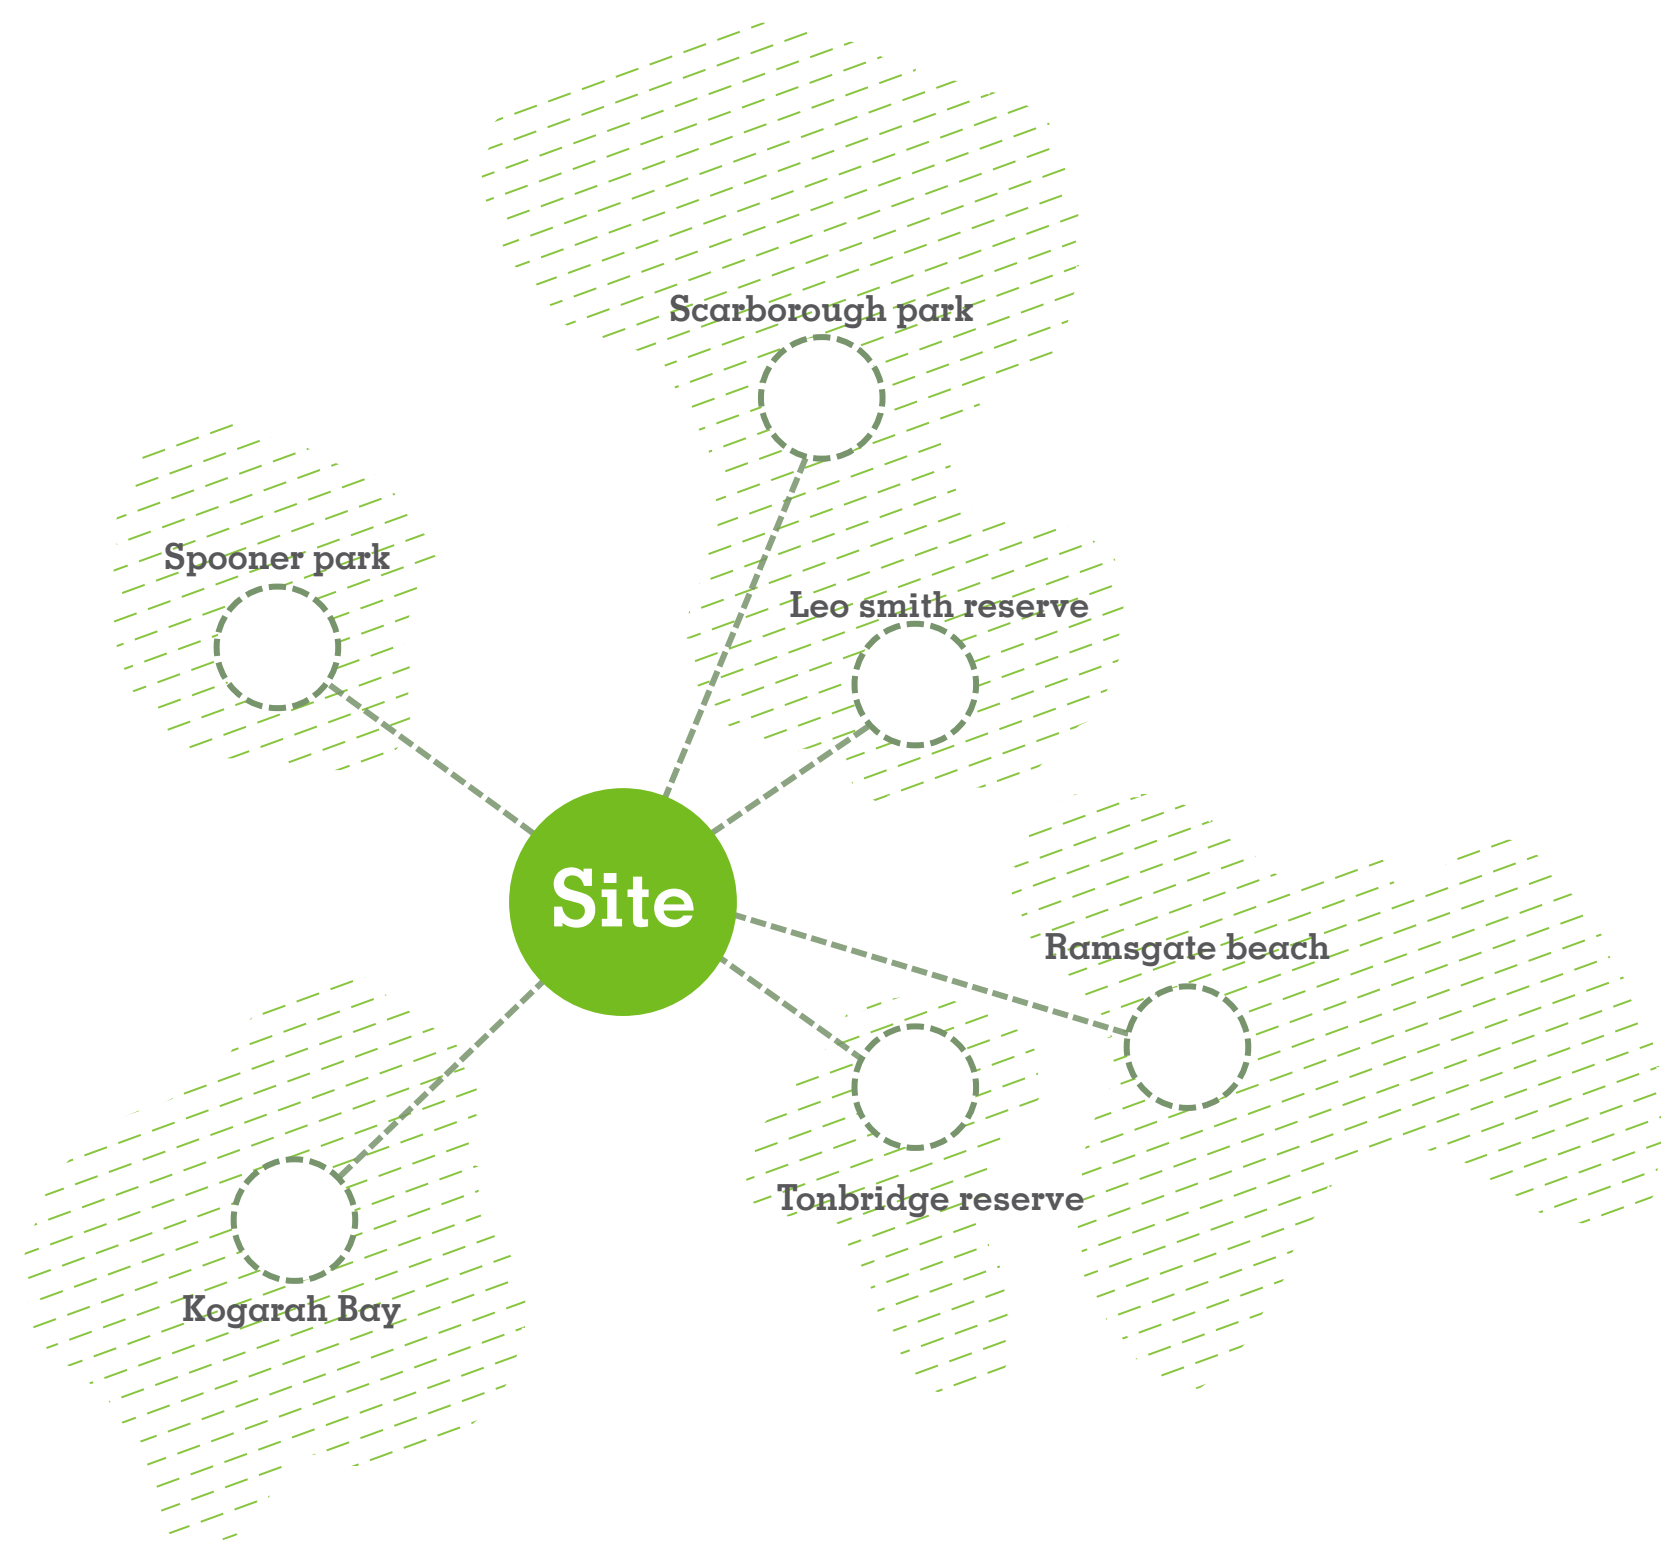 Scarborough park
Spooner park
Leo smith reserve
Site
Ramsgate beach
Tonbridge reserve
Kogarah Bay